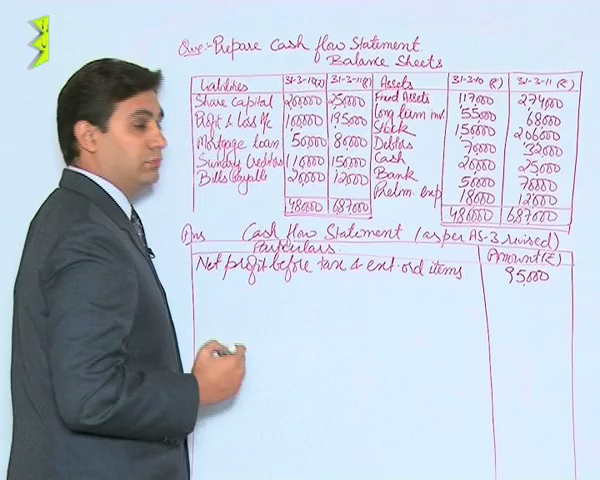 Que:- Prepare Cash flow Statement.
Balance Sheets
Liabilities 31-3-10(₹) 31-3-11(₹) Assets 31-3-10 (₹) 31-3-11 (₹)
Share Capital 200000 250000 Fixed Assets 117000 274000
Profit & Loss A/c 100000 195000 Long term inv. 55000 68000
Mortgage loan 50000 80000 Stock 150000 206000
Sundry Creditors 110000 150000 Debtors 70000 32000
Bills Payable 20000 12000 Cash 20000 25000
Bank 50000 70000
Prelim. exp 18000 12000
480000 687000 480000 687000
Ans Cash flow Statement (as per AS-3 revised)
Particulars Amount (₹)
Net profit before tax & ext. ord items 95,000